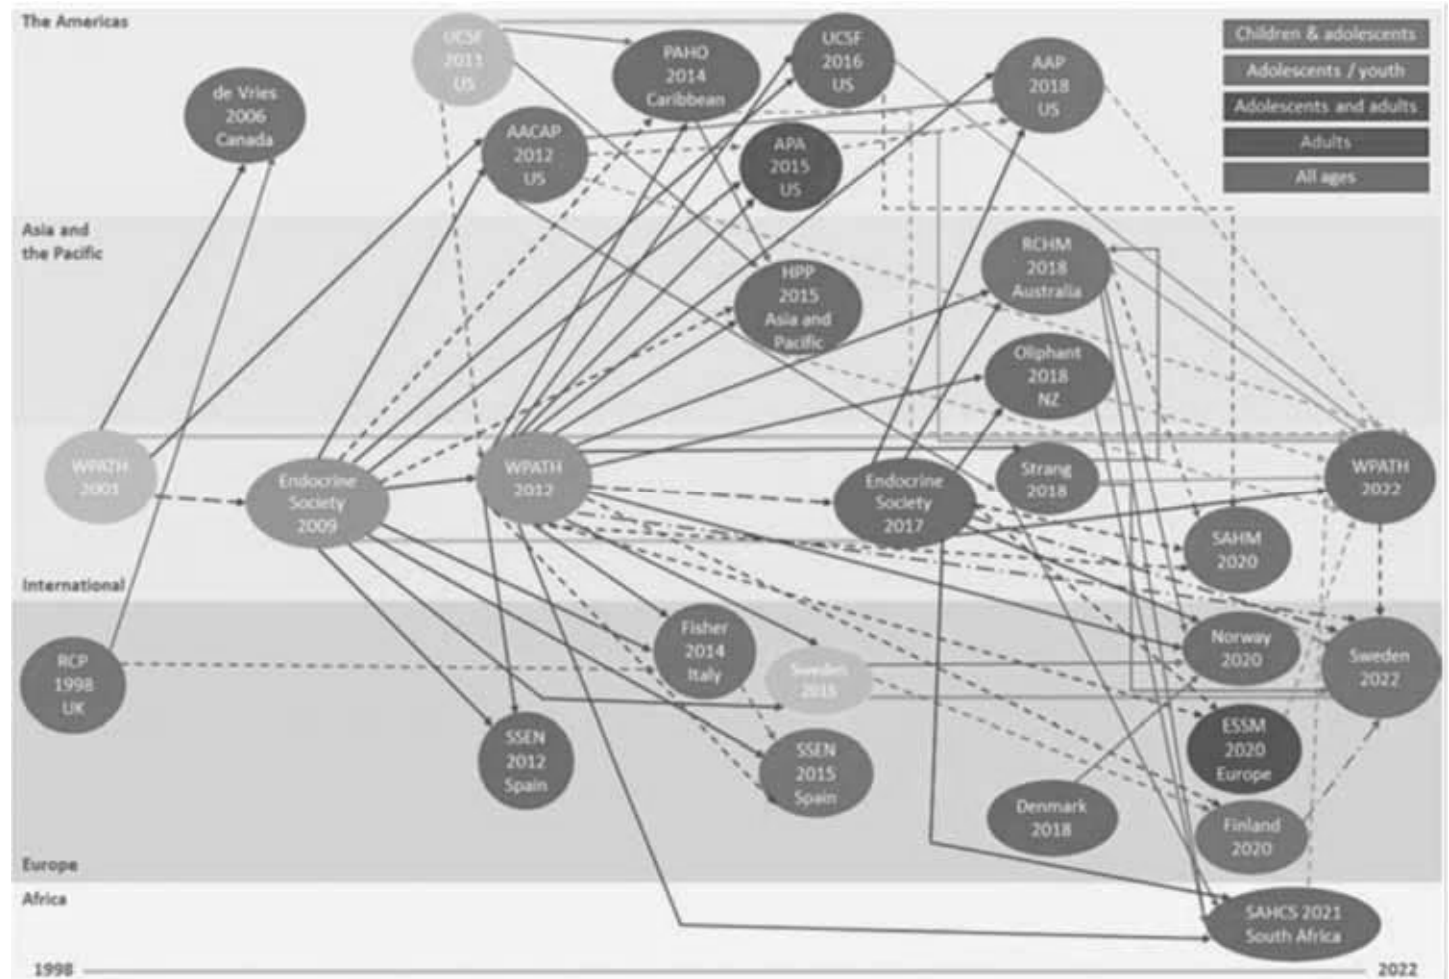 The Americas
UCSF
2011
US
PAHO
2014
Caribbean
UCSF
2016
US
AAP
2018
US
Children & adolescents
Adolescents / youth
Adolescents and adults
Adults
All ages
de Vries
2006
Canada
AACAP
2012
US
APA
2015
US
Asia and
the Pacific
RCHM
2018
Australia
HPP
2015
Asia and
Pacific
Oliphant
2018
NZ
WPATH
2001
Endocrine
Society
2009
WPATH
2012
Endocrine
Society
2017
Strang
2018
WPATH
2022
SAHM
2020
International
RCP
1998
UK
Fisher
2014
Italy
Sweden
2015
Norway
2020
Sweden
2022
SSEN
2012
Spain
SSEN
2015
Spain
ESSM
2020
Europe
Denmark
2018
Finland
2020
Europe
Africa
SAHCS 2021
South Africa
1998
2022